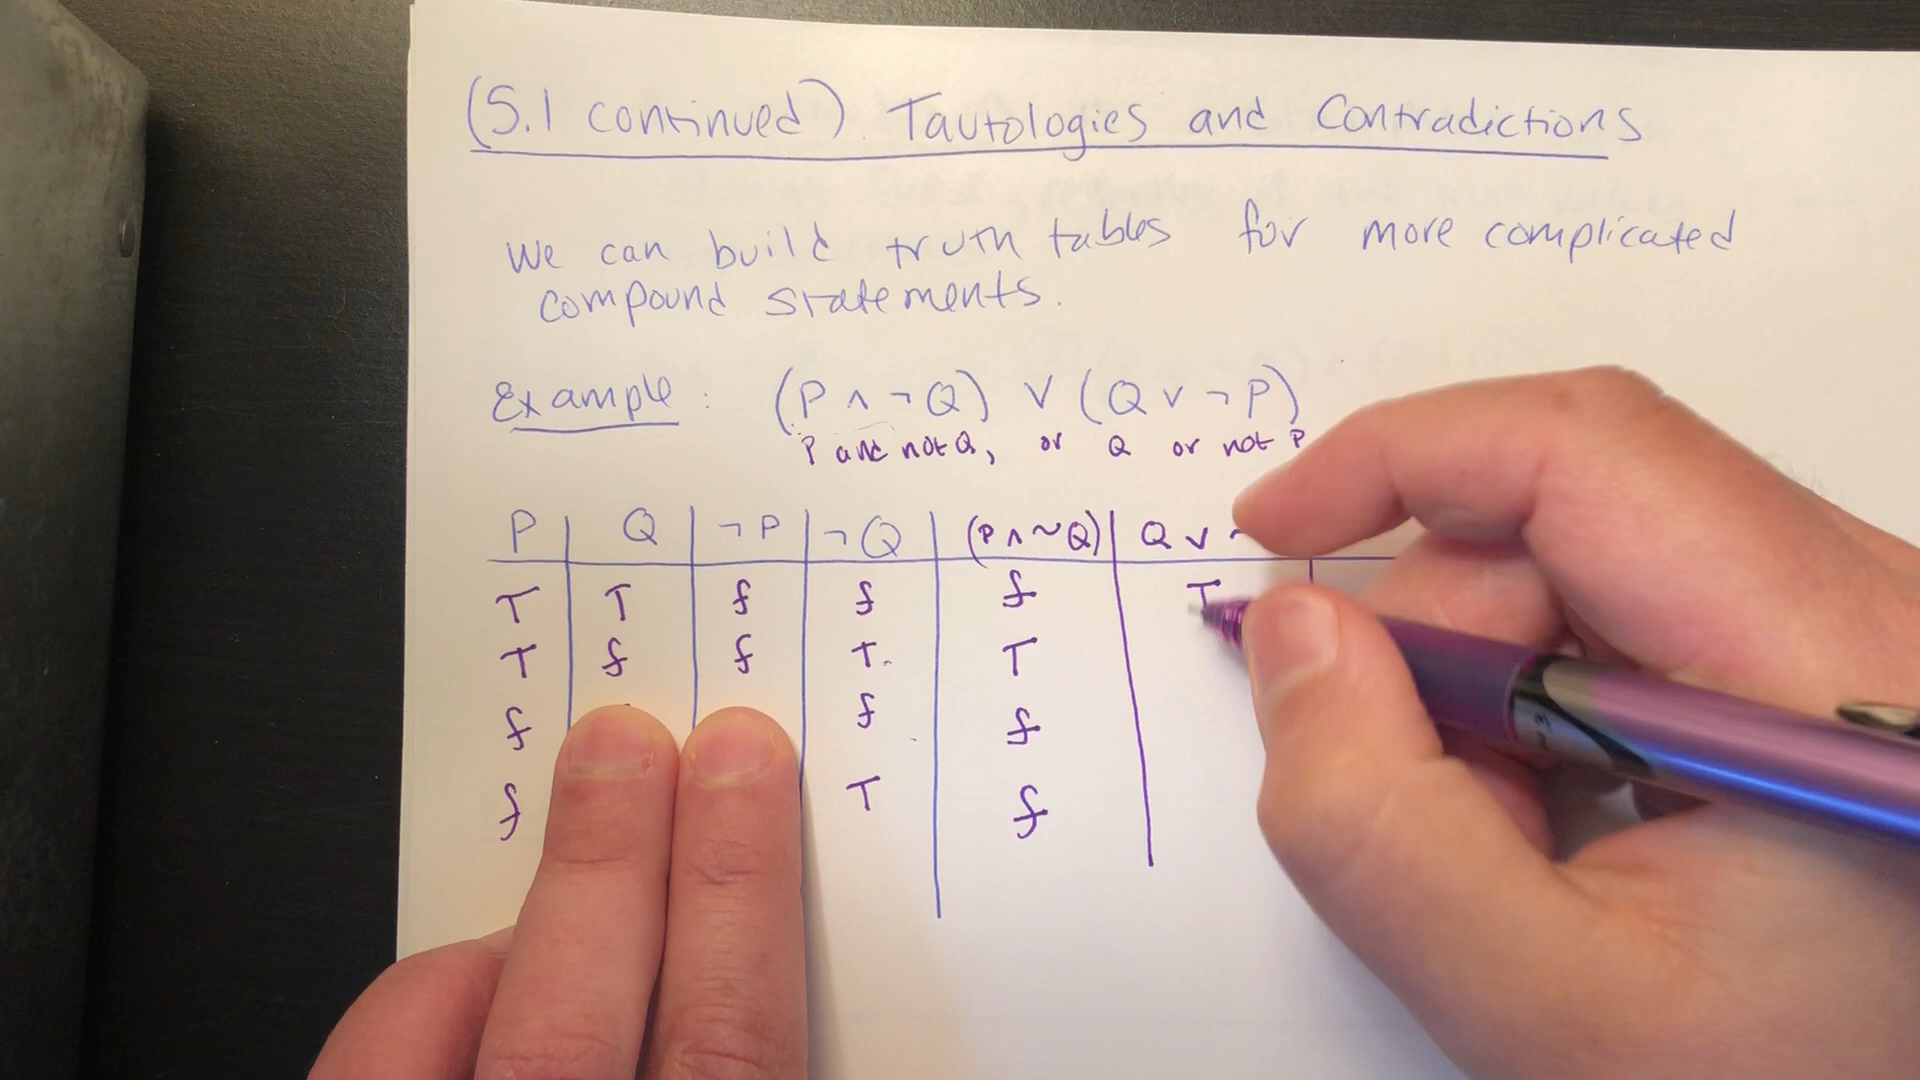 (5.1 continued). Tautologies and Contradictions
We can build truth tables for more complicated
compound statements.
Example: (P ∧ ¬Q) ∨ (Q ∨ ¬P)
P and not Q, or Q or not P
P Q ¬P ¬Q (P∧~Q) Q ∨
T T f f f T
T f f T. T
f f f
f T f